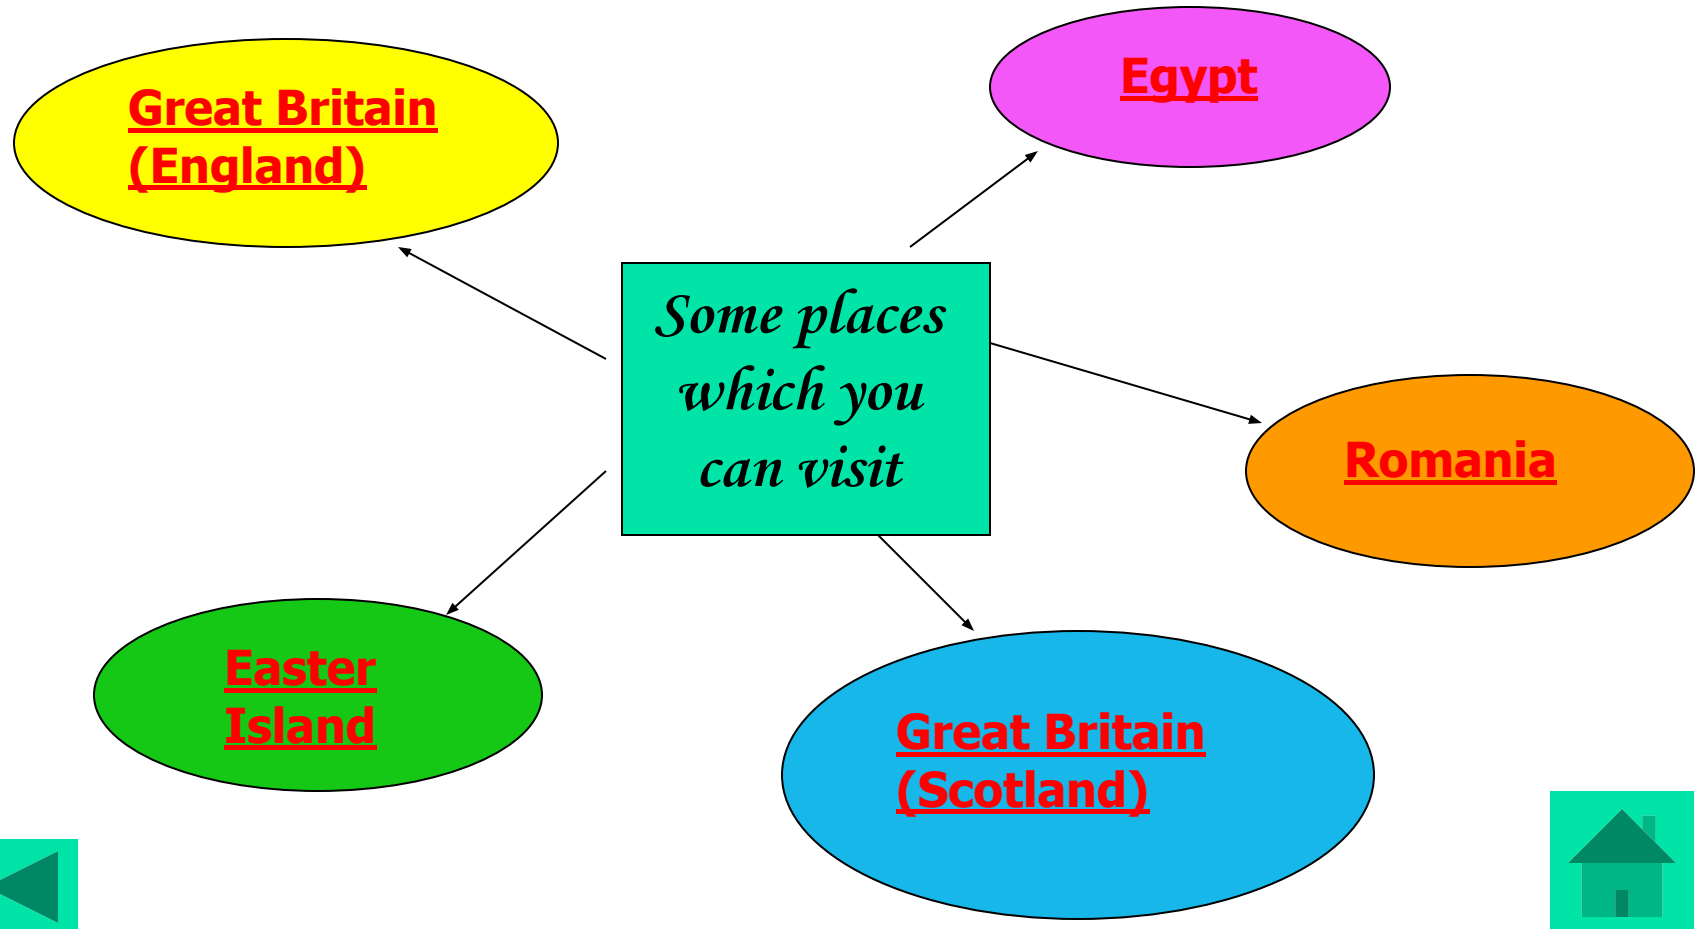 Great Britain
(England)
Egypt
Some places
which you
can visit
Romania
Easter
Island
Great Britain
(Scotland)